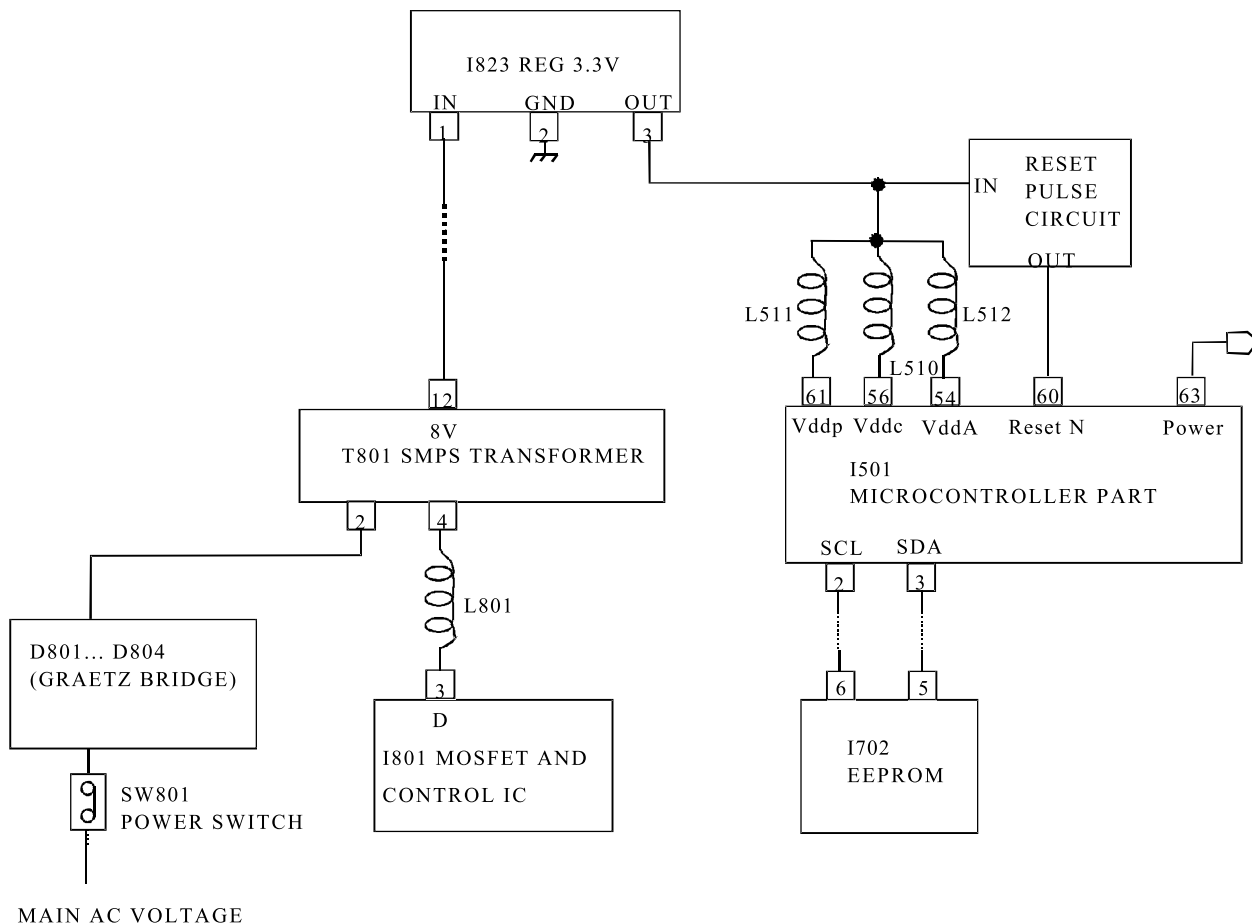 I823 REG 3.3V
IN GND OUT
1 2 3
RESET
IN PULSE
CIRCUIT
OUT
L511 L512
L510
12
8V
T801 SMPS TRANSFORMER
2 4
61 56 54 60 63
Vddp Vddc VddA Reset N Power
I501
MICROCONTROLLER PART
SCL SDA
2 3
L801
D801... D804
(GRAETZ BRIDGE)
3
D
I801 MOSFET AND
CONTROL IC
6 5
I702
EEPROM
SW801
POWER SWITCH
MAIN AC VOLTAGE